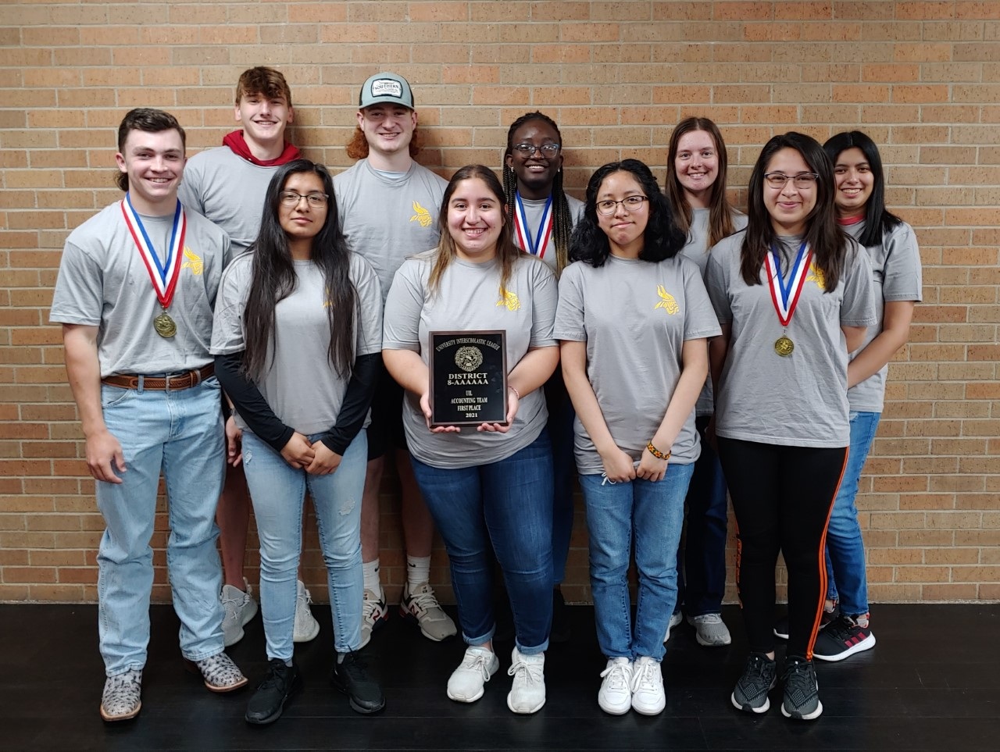 SOUTHERN
UNIVERSITY INTERSCHOLASTIC LEAGUE
DISTRICT
8-AAAAAA
UIL
ACCOUNTING TEAM
FIRST PLACE
2021